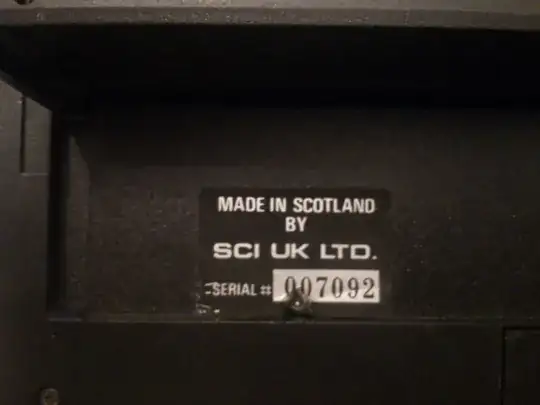 MADE IN SCOTLAND
BY
SCI UK LTD.
SERIAL # 007092